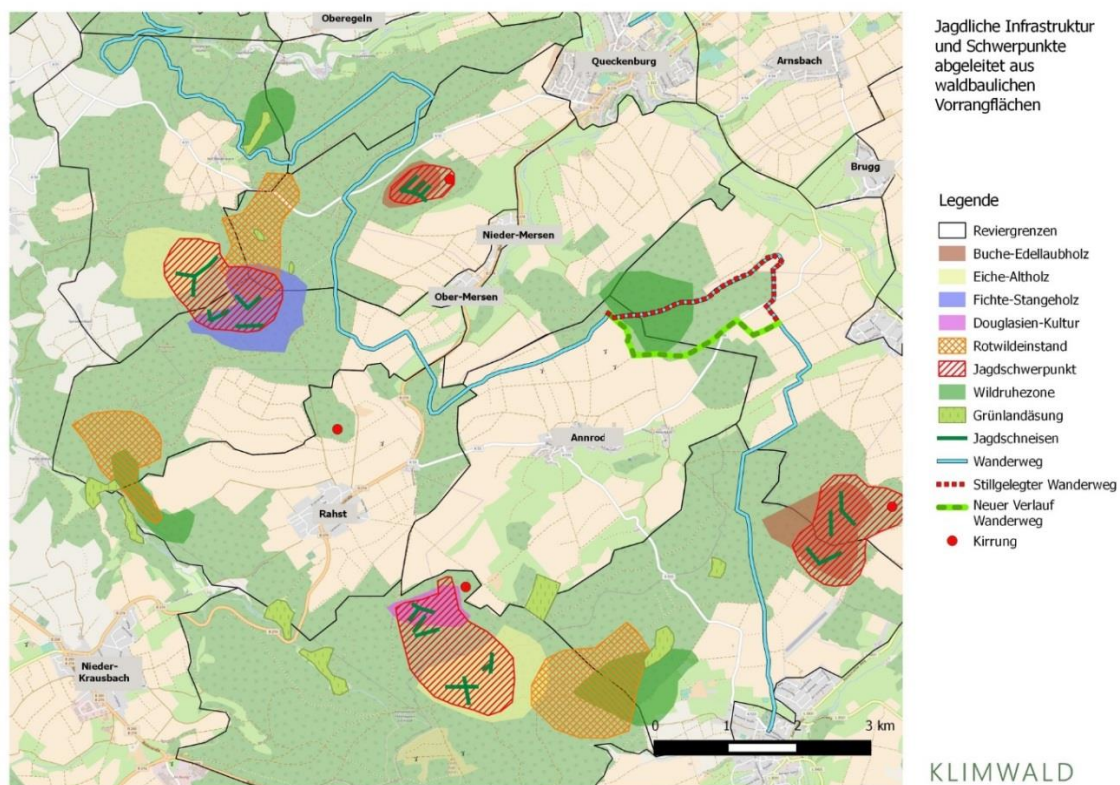 Oberegeln
Queckenburg
Arnsbach
Brugg
Nieder-Mersen
Ober-Mersen
Annrod
Rahst
Nieder-
Krausbach
0 1 2 3 km
Jagdliche Infrastruktur
und Schwerpunkte
abgeleitet aus
waldbaulichen
Vorrangflächen
Legende
Reviergrenzen
Buche-Edellaubholz
Eiche-Altholz
Fichte-Stangeholz
Douglasien-Kultur
Rotwildeinstand
Jagdschwerpunkt
Wildruhezone
Grünlandäsung
Jagdschneisen
Wanderweg
Stillgelegter Wanderweg
Neuer Verlauf
Wanderweg
Kirrung
KLIMWALD